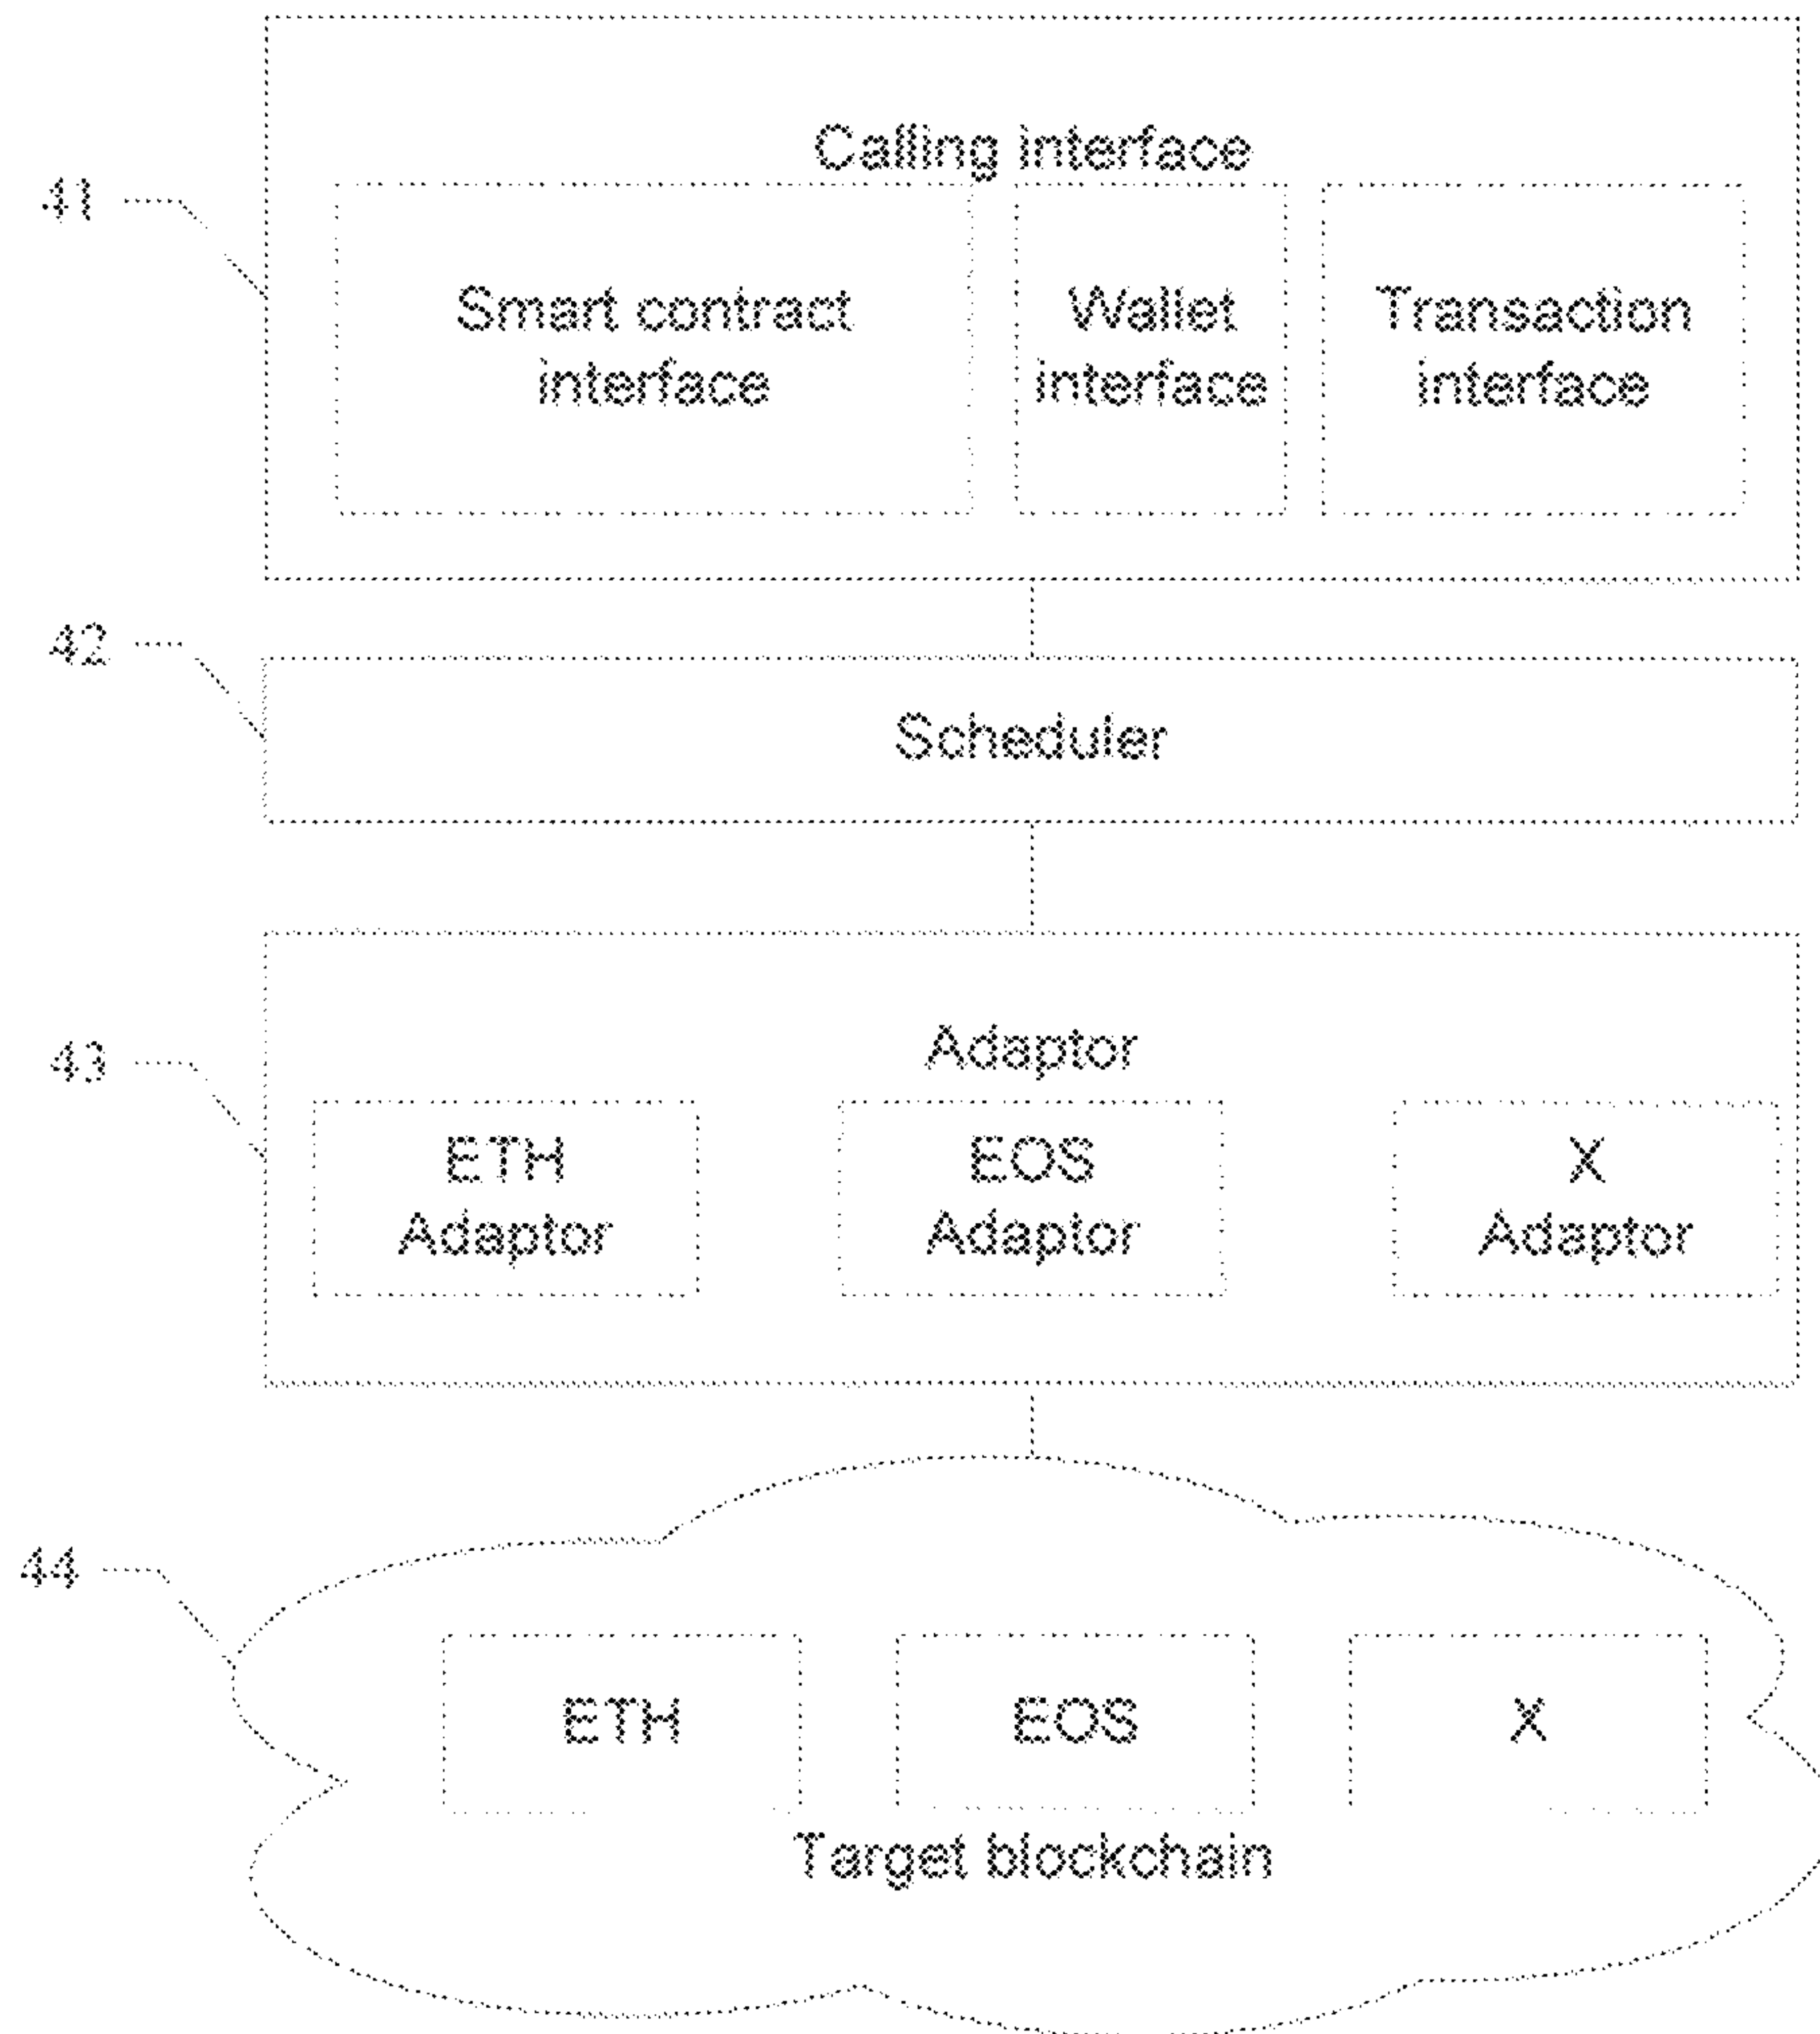 Calling interface
41
Smart contract
interface
Wallet
interface
Transaction
interface
42
Scheduler
43
Adaptor
ETH
Adaptor
EOS
Adaptor
X
Adaptor
44
ETH
EOS
X
Target blockchain